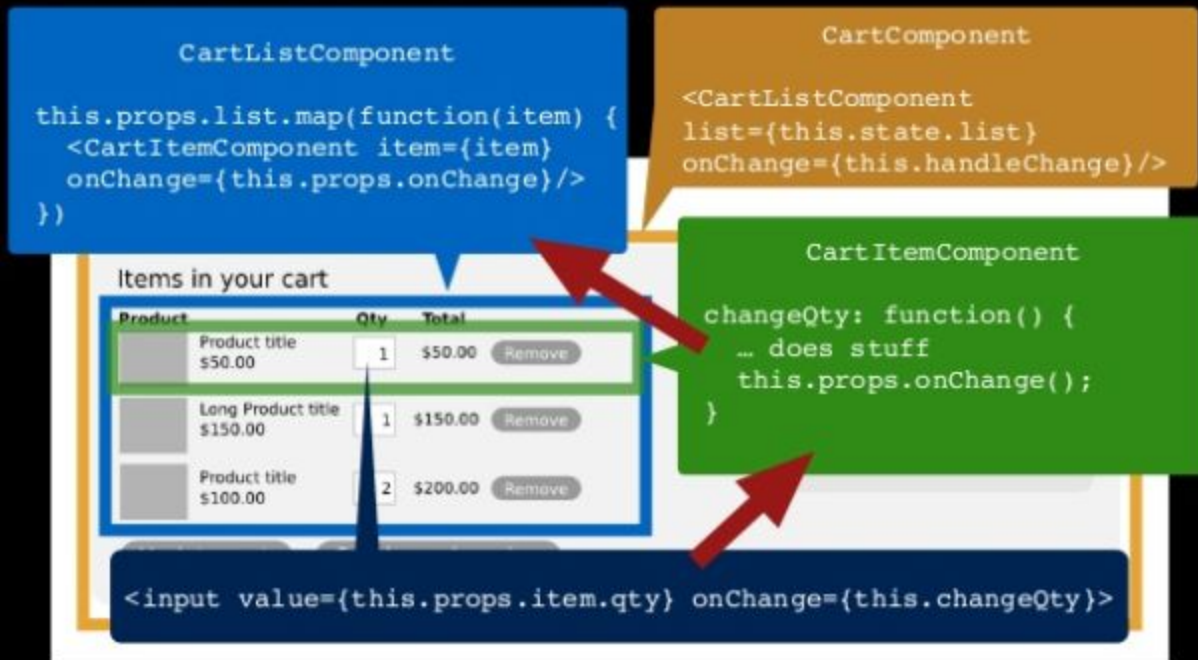 CartListComponent
this.props.list.map(function(item) {
<CartItemComponent item={item}
onChange={this.props.onChange}/>
})
CartComponent
<CartListComponent
list={this.state.list}
onChange={this.handleChange}/>
CartItemComponent
changeQty: function() {
… does stuff
this.props.onChange();
}
Items in your cart
Product Qty Total
Product title
$50.00
1 $50.00 Remove
Long Product title
$150.00
1 $150.00 Remove
Product title
$100.00
2 $200.00 Remove
<input value={this.props.item.qty} onChange={this.changeQty}>